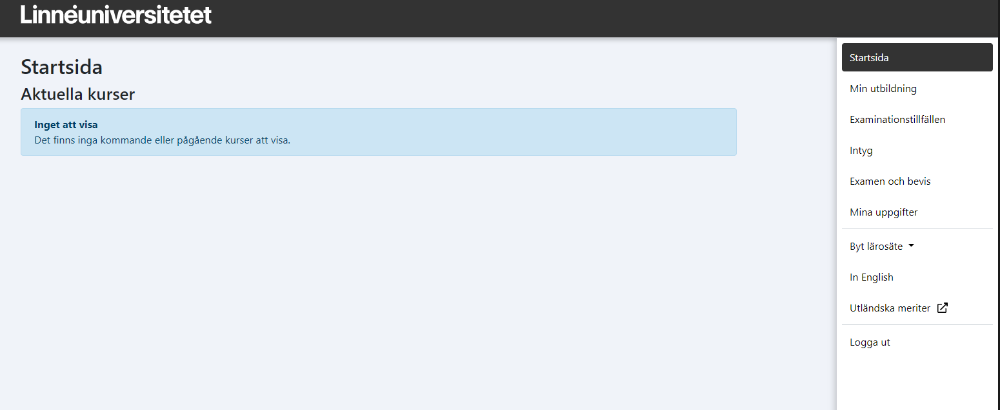 Linnéuniversitetet
Startsida
Aktuella kurser
Inget att visa
Det finns inga kommande eller pågående kurser att visa.
Startsida
Min utbildning
Examinationstillfällen
Intyg
Examen och bevis
Mina uppgifter
Byt lärosäte
In English
Utländska meriter
Logga ut